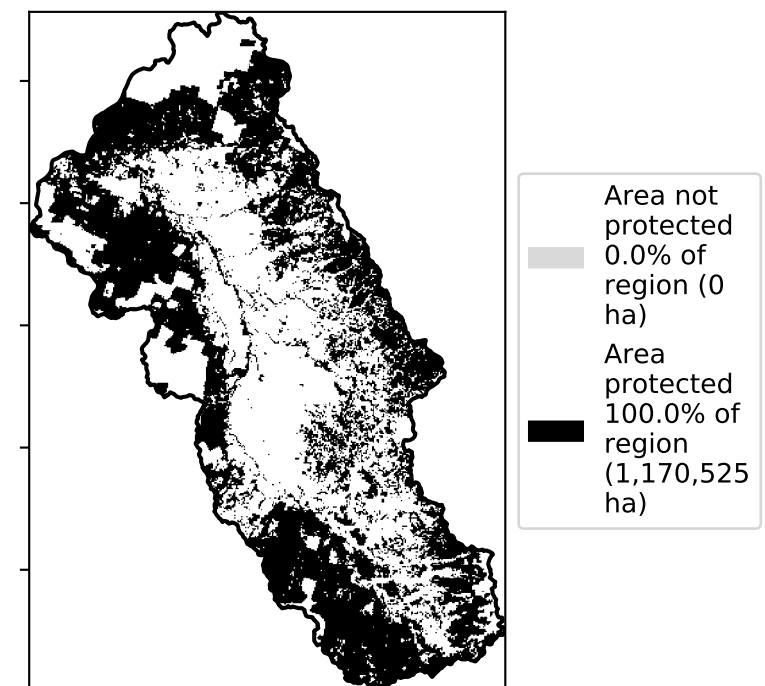 Area not
protected
0.0% of
region (0
ha)
Area
protected
100.0% of
region
(1,170,525
ha)